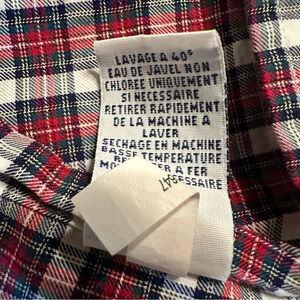 LAVAGE A 40°
EAU DE JAVEL NON
CHLOREE UNIQUEMENT
SI NECESSAIRE
RETIRER RAPIDEMENT
DE LA MACHINE A
LAVER
SECHAGE EN MACHINE
BASSE TEMPERATURE
A FER